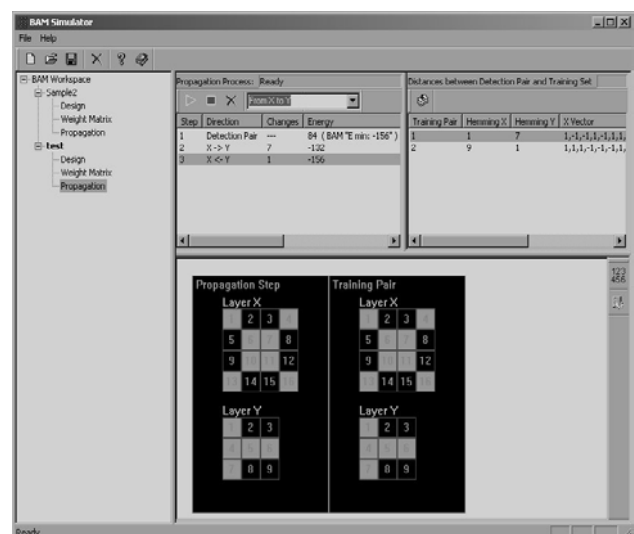 BAM Simulator
File Help
BAM Workspace
Sample2
Design
Weight Matrix
Propagation
test
Design
Weight Matrix
Propagation
Propagation Process: Ready
From X to Y
Step Direction Changes Energy
1 Detection Pair --- 84 ( BAM "E min: -156" )
2 X -> Y 7 -132
3 X <- Y 1 -156
Distances between Detection Pair and Training Set
Training Pair Hemming X Hemming Y X Vector
1 1 7 1,-1,-1,1,-1,1,1,
2 9 1 1,1,1,-1,-1,-1,
123
456
Propagation Step
Layer X
1 2 3 4
5 6 7 8
9 10 11 12
13 14 15 16
Layer Y
1 2 3
4 5 6
7 8 9
Training Pair
Layer X
1 2 3 4
5 6 7 8
9 10 11 12
13 14 15 16
Layer Y
1 2 3
4 5 6
7 8 9
Ready